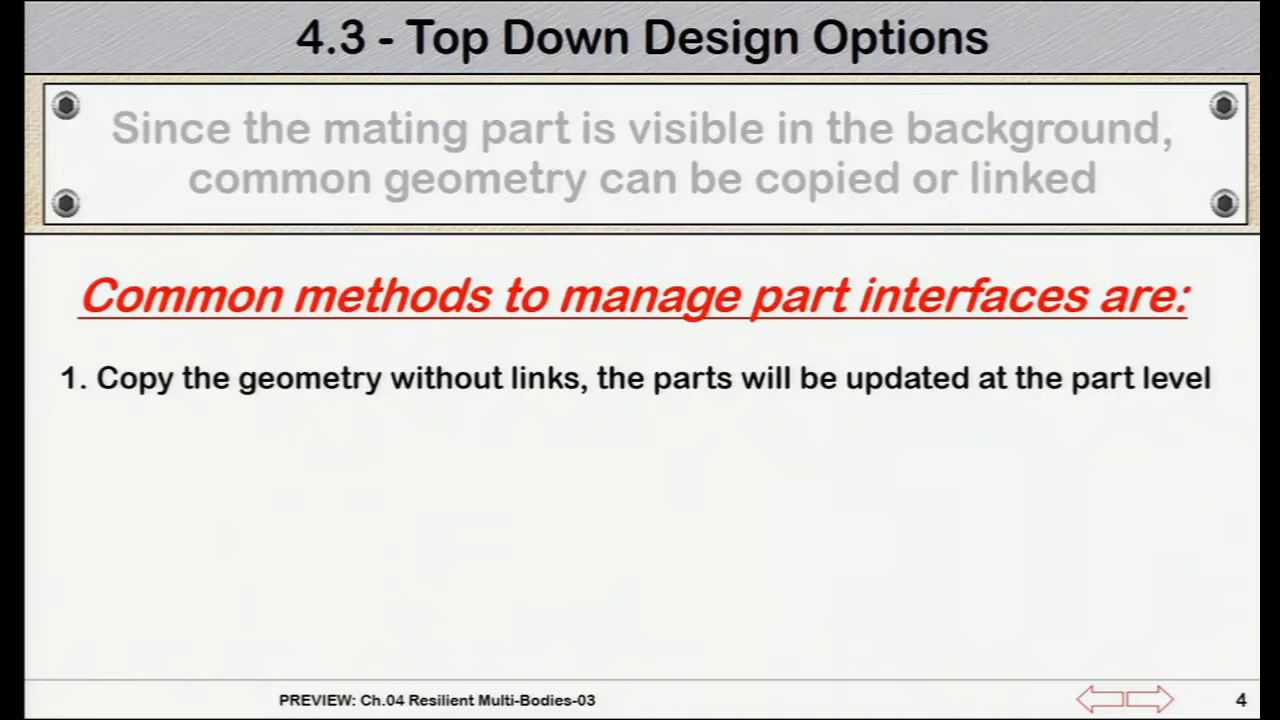 4.3 - Top Down Design Options
Since the mating part is visible in the background,
common geometry can be copied or linked
Common methods to manage part interfaces are:
1. Copy the geometry without links, the parts will be updated at the part level
PREVIEW: Ch.04 Resilient Multi-Bodies-03
4